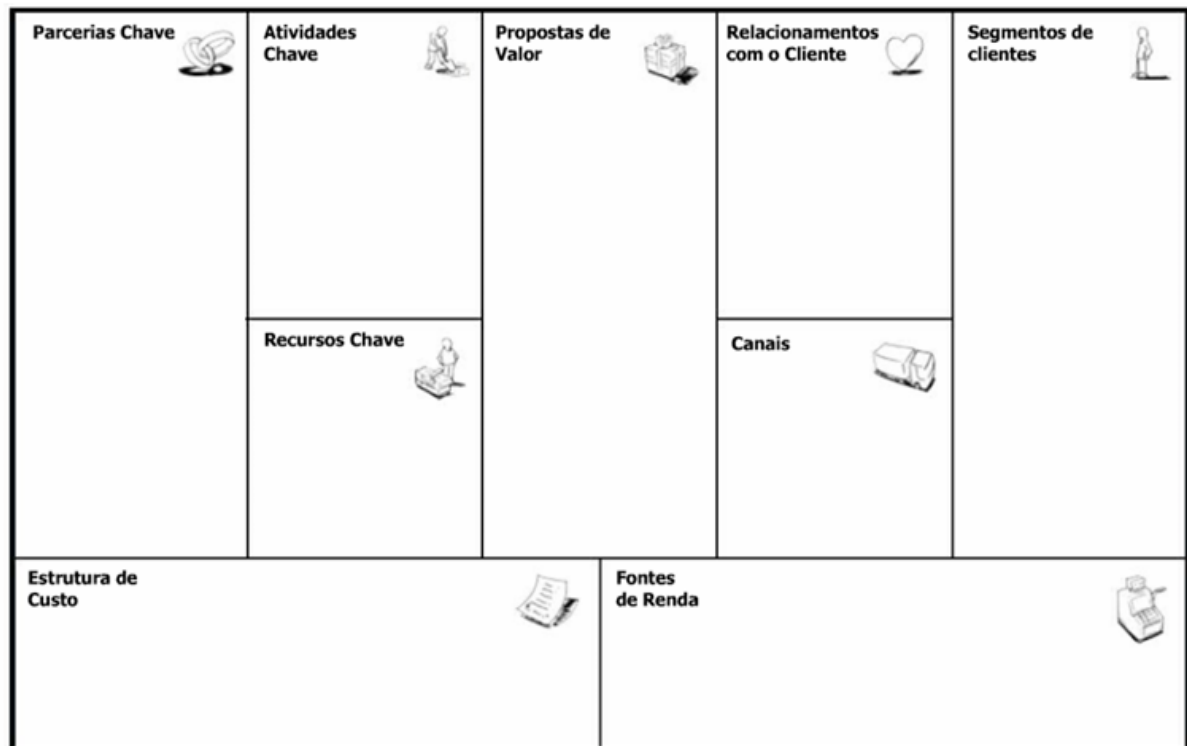 Parcerias Chave
Atividades
Chave
Propostas de
Valor
Relacionamentos
com o Cliente
Segmentos de
clientes
Recursos Chave
Canais
Estrutura de
Custo
Fontes
de Renda